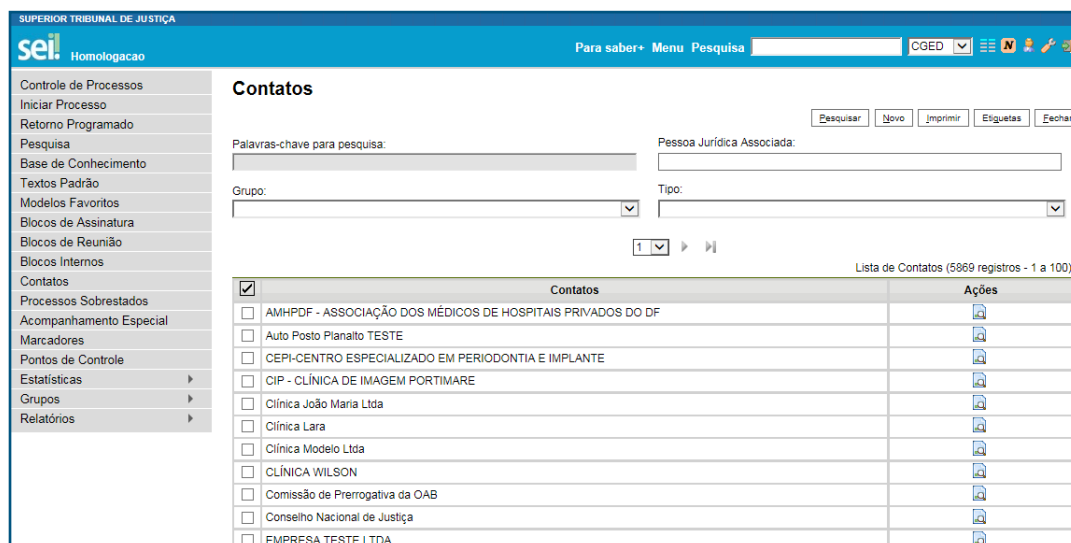 SUPERIOR TRIBUNAL DE JUSTIÇA
sei! Homologacao
Para saber+ Menu Pesquisa CGED N
Controle de Processos
Iniciar Processo
Retorno Programado
Pesquisa
Base de Conhecimento
Textos Padrão
Modelos Favoritos
Blocos de Assinatura
Blocos de Reunião
Blocos Internos
Contatos
Processos Sobrestados
Acompanhamento Especial
Marcadores
Pontos de Controle
Estatísticas
Grupos
Relatórios
Contatos
Pesquisar Novo Imprimir Etiquetas Fechar
Palavras-chave para pesquisa:
Pessoa Jurídica Associada:
Grupo:
Tipo:
1
Lista de Contatos (5869 registros - 1 a 100)
Contatos Ações
AMHPDF - ASSOCIAÇÃO DOS MÉDICOS DE HOSPITAIS PRIVADOS DO DF
Auto Posto Planalto TESTE
CEPI-CENTRO ESPECIALIZADO EM PERIODONTIA E IMPLANTE
CIP - CLÍNICA DE IMAGEM PORTIMARE
Clínica João Maria Ltda
Clínica Lara
Clínica Modelo Ltda
CLÍNICA WILSON
Comissão de Prerrogativa da OAB
Conselho Nacional de Justiça
EMPRESA TESTE LTDA